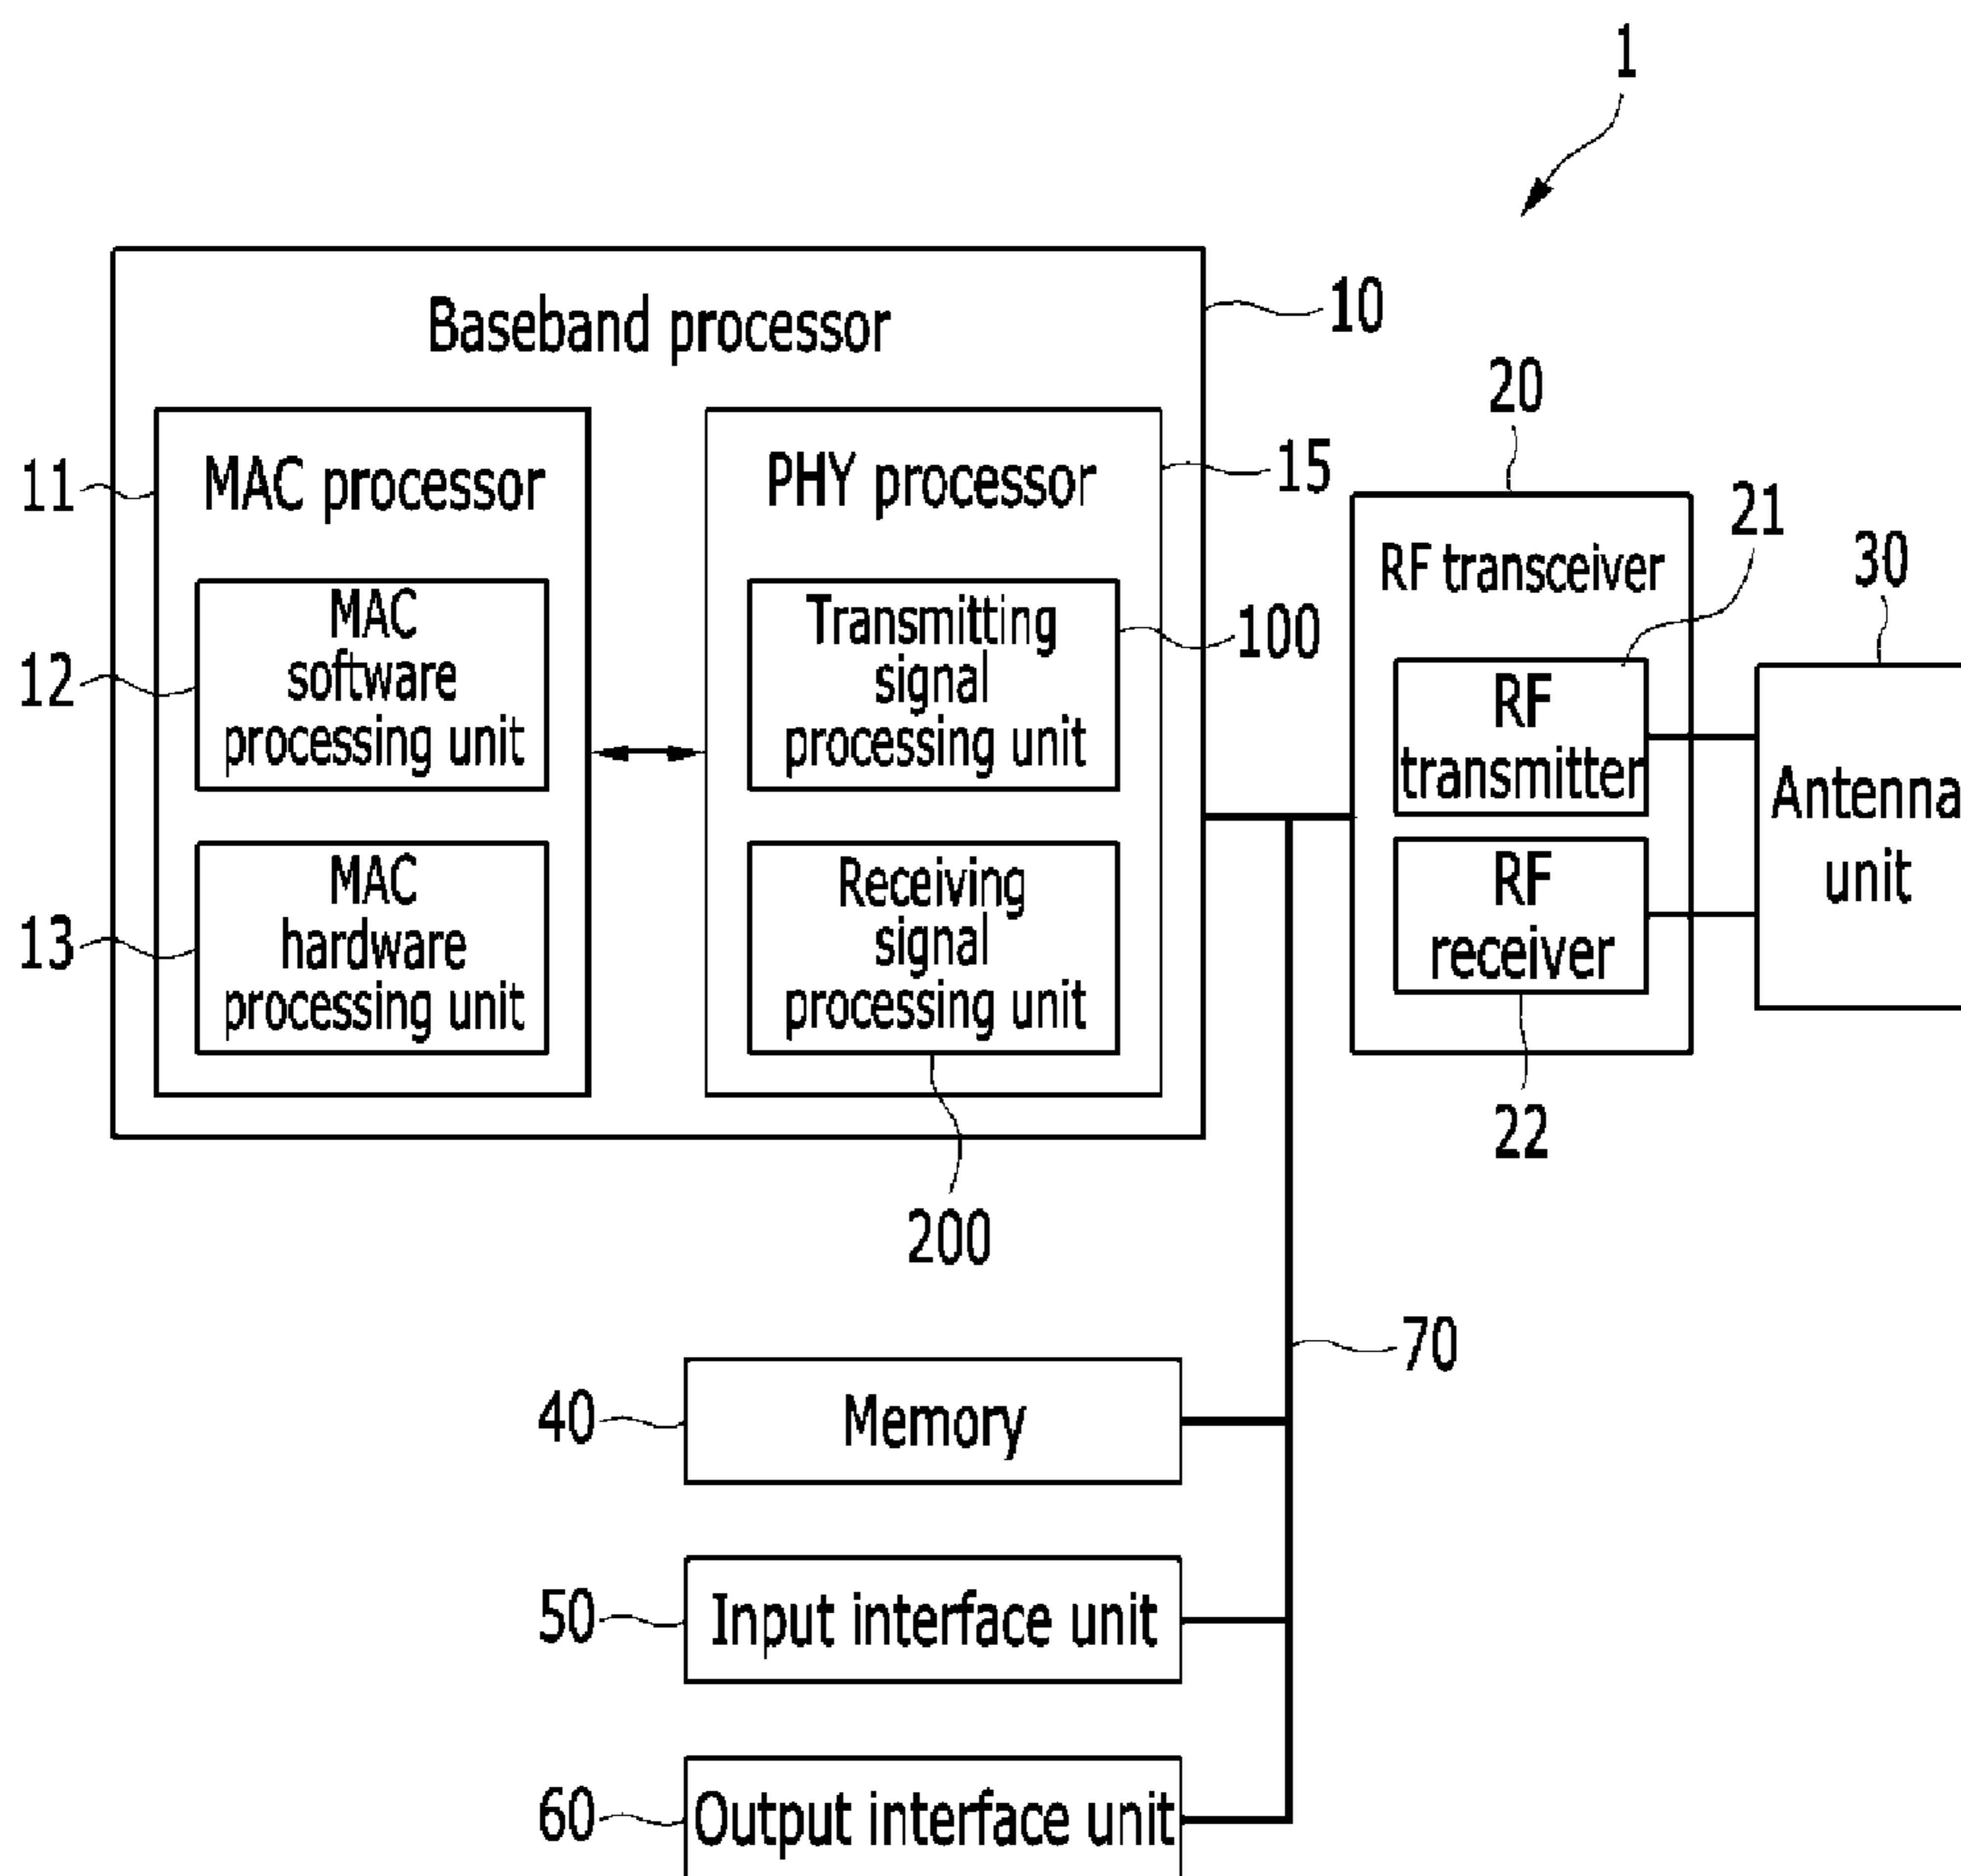 1
Baseband processor
10
20
11
MAC processor
PHY processor
15
21
RF transceiver
30
12
MAC
software
processing unit
Transmitting
signal
processing unit
100
RF
transmitter
Antenna
unit
13
MAC
hardware
processing unit
Receiving
signal
processing unit
RF
receiver
22
200
70
40
Memory
50
Input interface unit
60
Output interface unit